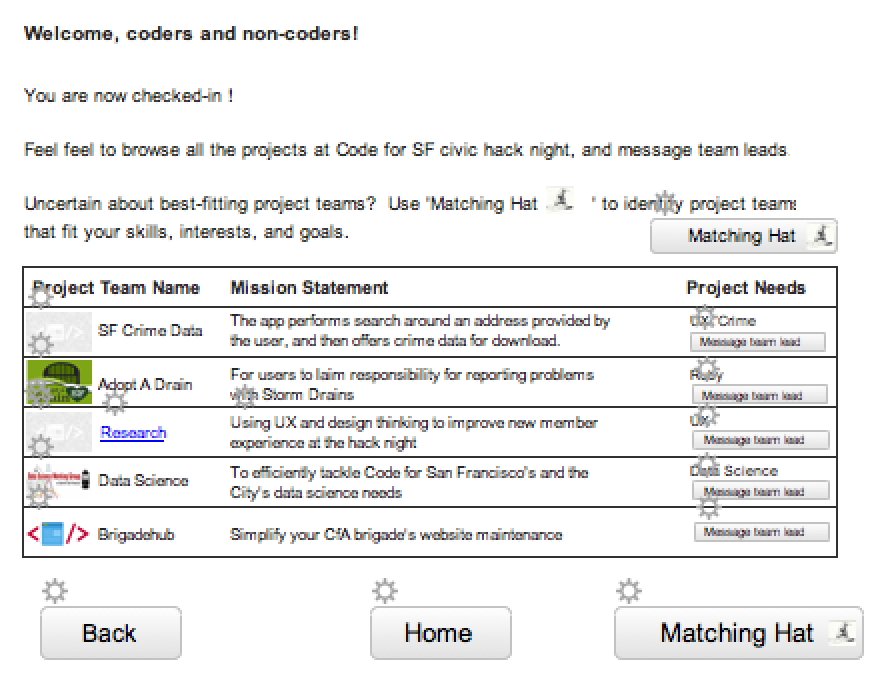 Welcome, coders and non-coders!
You are now checked-in !
Feel feel to browse all the projects at Code for SF civic hack night, and message team leads.
Uncertain about best-fitting project teams? Use 'Matching Hat ' to identify project teams
that fit your skills, interests, and goals.
Matching Hat
Project Team Name Mission Statement Project Needs
SF Crime Data
The app performs search around an address provided by
the user, and then offers crime data for download.
UX, Crime
Message team lead
Adopt A Drain
For users to laim responsibility for reporting problems
with Storm Drains
Ruby
Message team lead
Research
Using UX and design thinking to improve new member
experience at the hack night
UX
Message team lead
Data Science
To efficiently tackle Code for San Francisco's and the
City's data science needs
Data Science
Message team lead
</> Brigadehub
Simplify your CfA brigade's website maintenance
Message team lead
Back Home Matching Hat